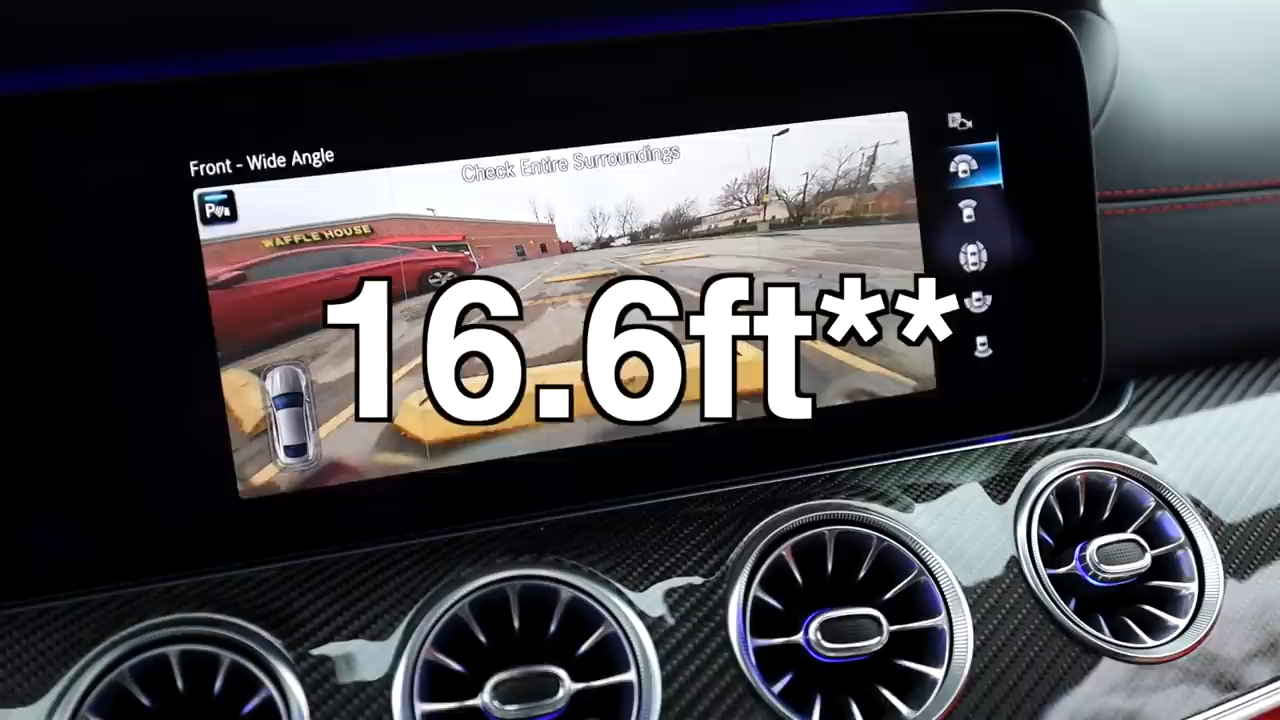 Front - Wide Angle
Check Entire Surroundings
P
WAFFLE HOUSE
16.6ft**